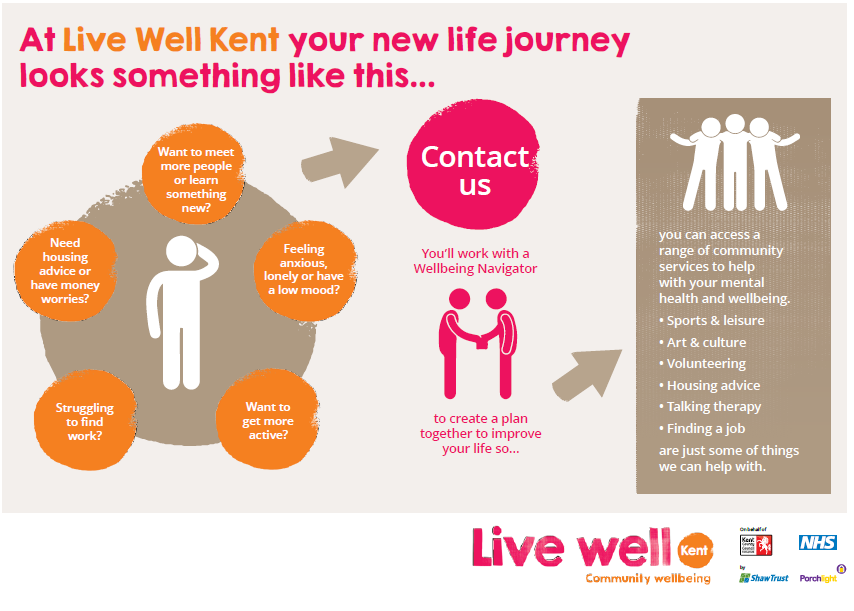 At Live Well Kent your new life journey
looks something like this...
Want to meet
more people
or learn
something
new?
Need
housing
advice or
have money
worries?
Feeling
anxious,
lonely or have
a low mood?
Struggling
to find
work?
Want to
get more
active?
Contact
us
You'll work with a
Wellbeing Navigator
to create a plan
together to improve
your life so...
you can access a
range of community
services to help
with your mental
health and wellbeing.
• Sports & leisure
• Art & culture
• Volunteering
• Housing advice
• Talking therapy
• Finding a job
are just some of things
we can help with.
Live well Kent
Community wellbeing
On behalf of
Kent
County
Council
NHS
by
Shaw Trust
Porchlight